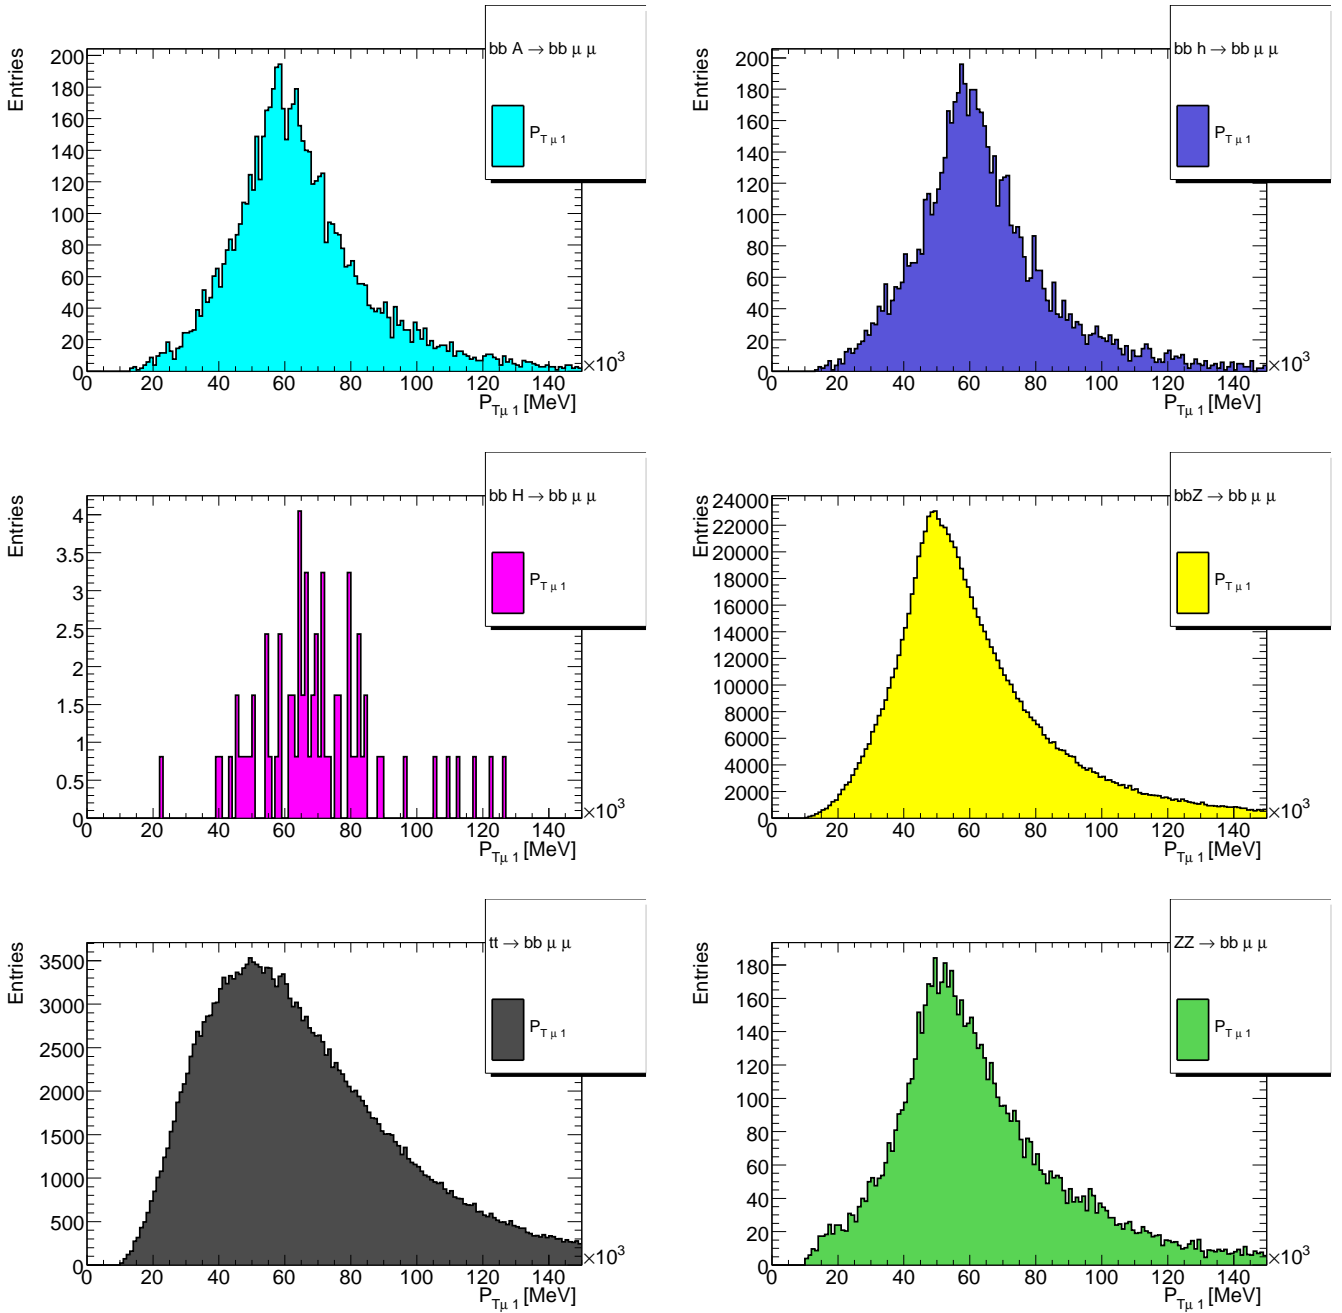 Entries
bb A → bb μ μ
P_T μ 1
200
180
160
140
120
100
80
60
40
20
0
0 20 40 60 80 100 120 140
×10³
P_Tμ 1 [MeV]
Entries
bb h → bb μ μ
P_T μ 1
200
180
160
140
120
100
80
60
40
20
0
0 20 40 60 80 100 120 140
×10³
P_Tμ 1 [MeV]
Entries
bb H → bb μ μ
P_T μ 1
4
3.5
3
2.5
2
1.5
1
0.5
0
0 20 40 60 80 100 120 140
×10³
P_Tμ 1 [MeV]
Entries
bbZ → bb μ μ
P_T μ 1
24000
22000
20000
18000
16000
14000
12000
10000
8000
6000
4000
2000
0
0 20 40 60 80 100 120 140
×10³
P_Tμ 1 [MeV]
Entries
tt → bb μ μ
P_T μ 1
3500
3000
2500
2000
1500
1000
500
0
0 20 40 60 80 100 120 140
×10³
P_Tμ 1 [MeV]
Entries
ZZ → bb μ μ
P_T μ 1
180
160
140
120
100
80
60
40
20
0
0 20 40 60 80 100 120 140
×10³
P_Tμ 1 [MeV]